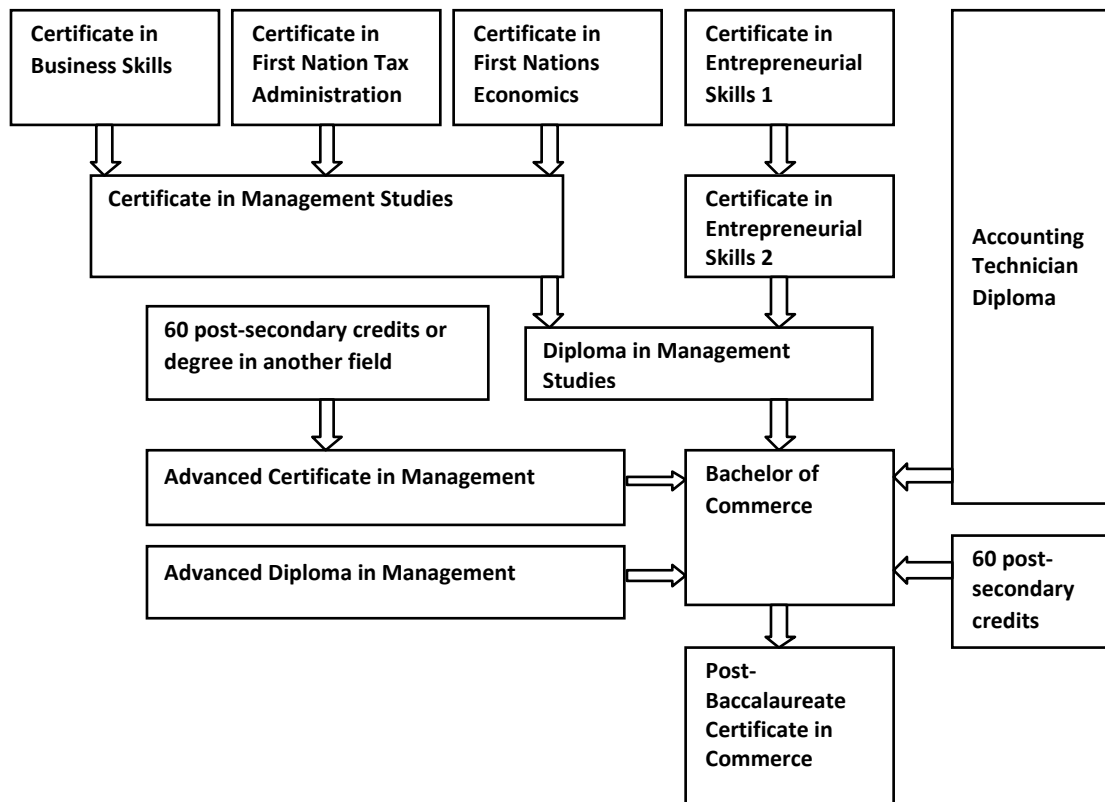 Certificate in
Business Skills
Certificate in
First Nation Tax
Administration
Certificate in
First Nations
Economics
Certificate in
Entrepreneurial
Skills 1
Certificate in Management Studies
Certificate in
Entrepreneurial
Skills 2
Accounting
Technician
Diploma
60 post-secondary credits or
degree in another field
Diploma in Management
Studies
Advanced Certificate in Management
Bachelor of
Commerce
Advanced Diploma in Management
60 post-
secondary
credits
Post-
Baccalaureate
Certificate in
Commerce